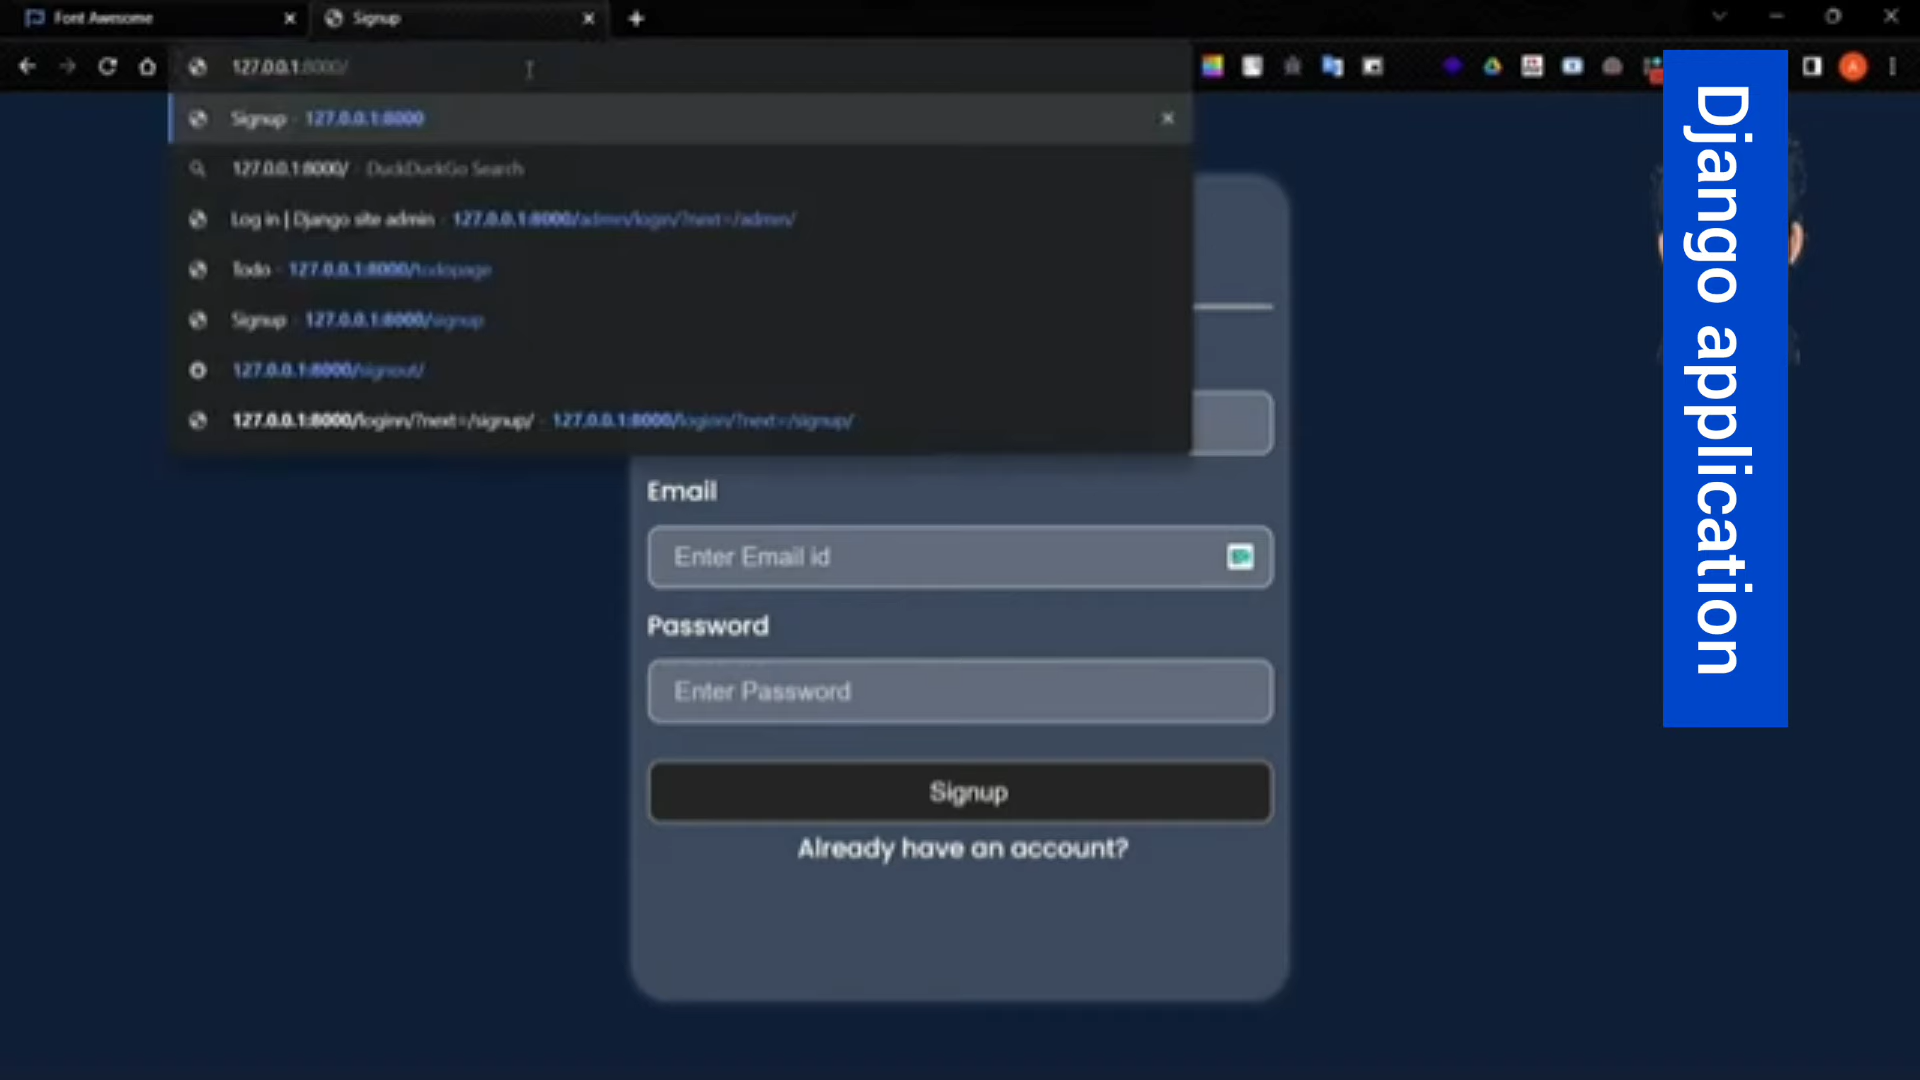 Font Awesome
Signup
127.0.0.1:8000/
Signup - 127.0.0.1:8000
127.0.0.1:8000/ - DuckDuckGo Search
Log in | Django site admin - 127.0.0.1:8000/admin/login/?next=/admin/
Todo - 127.0.0.1:8000/todopage
Signup - 127.0.0.1:8000/signup
127.0.0.1:8000/signout/
127.0.0.1:8000/loginn/?next=/signup/ - 127.0.0.1:8000/loginn/?next=/signup/
Email
Enter Email id
Password
Enter Password
Signup
Already have an account?
Django application
A